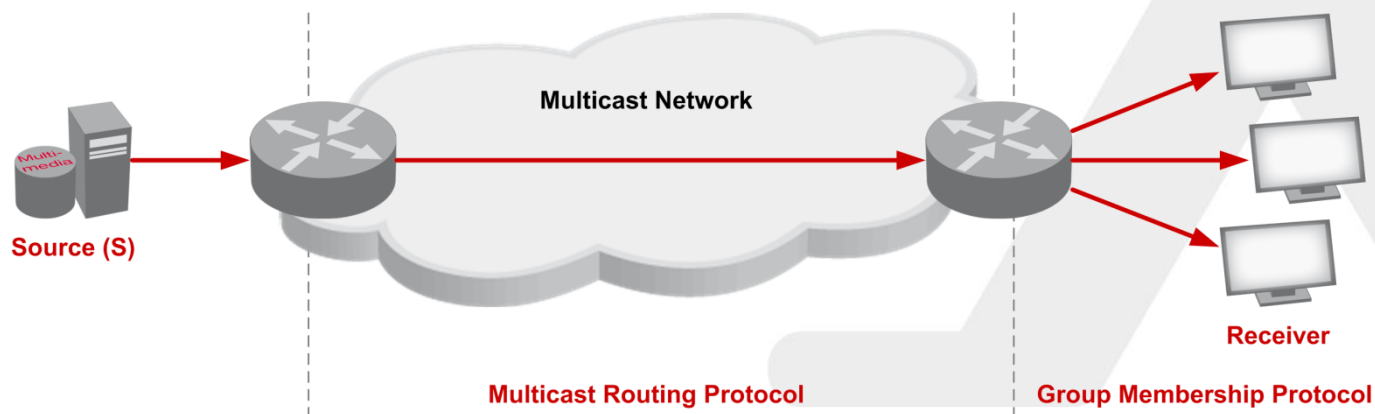 Multicast Network
Multi-
media
Source (S)
Receiver
Multicast Routing Protocol
Group Membership Protocol